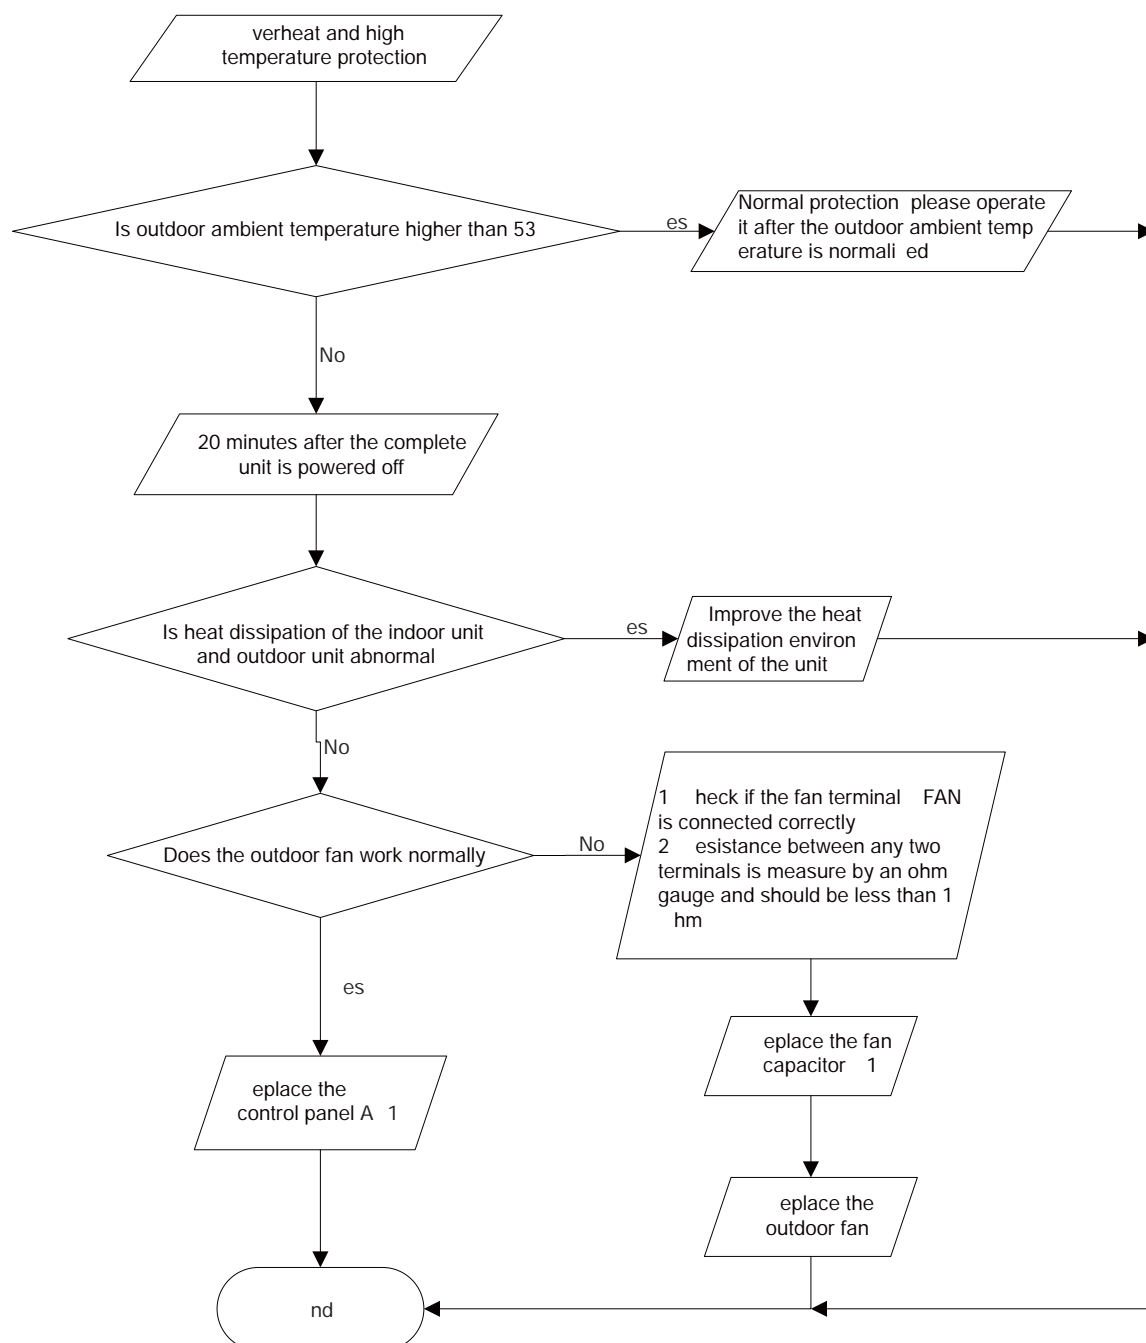 verheat and high
temperature protection
Is outdoor ambient temperature higher than 53
es
Normal protection please operate
it after the outdoor ambient temp
erature is normali ed
No
20 minutes after the complete
unit is powered off
Is heat dissipation of the indoor unit
and outdoor unit abnormal
es
Improve the heat
dissipation environ
ment of the unit
No
Does the outdoor fan work normally
No
1 heck if the fan terminal FAN
is connected correctly
2 esistance between any two
terminals is measure by an ohm
gauge and should be less than 1
hm
es
eplace the fan
capacitor 1
eplace the
control panel A 1
eplace the
outdoor fan
nd